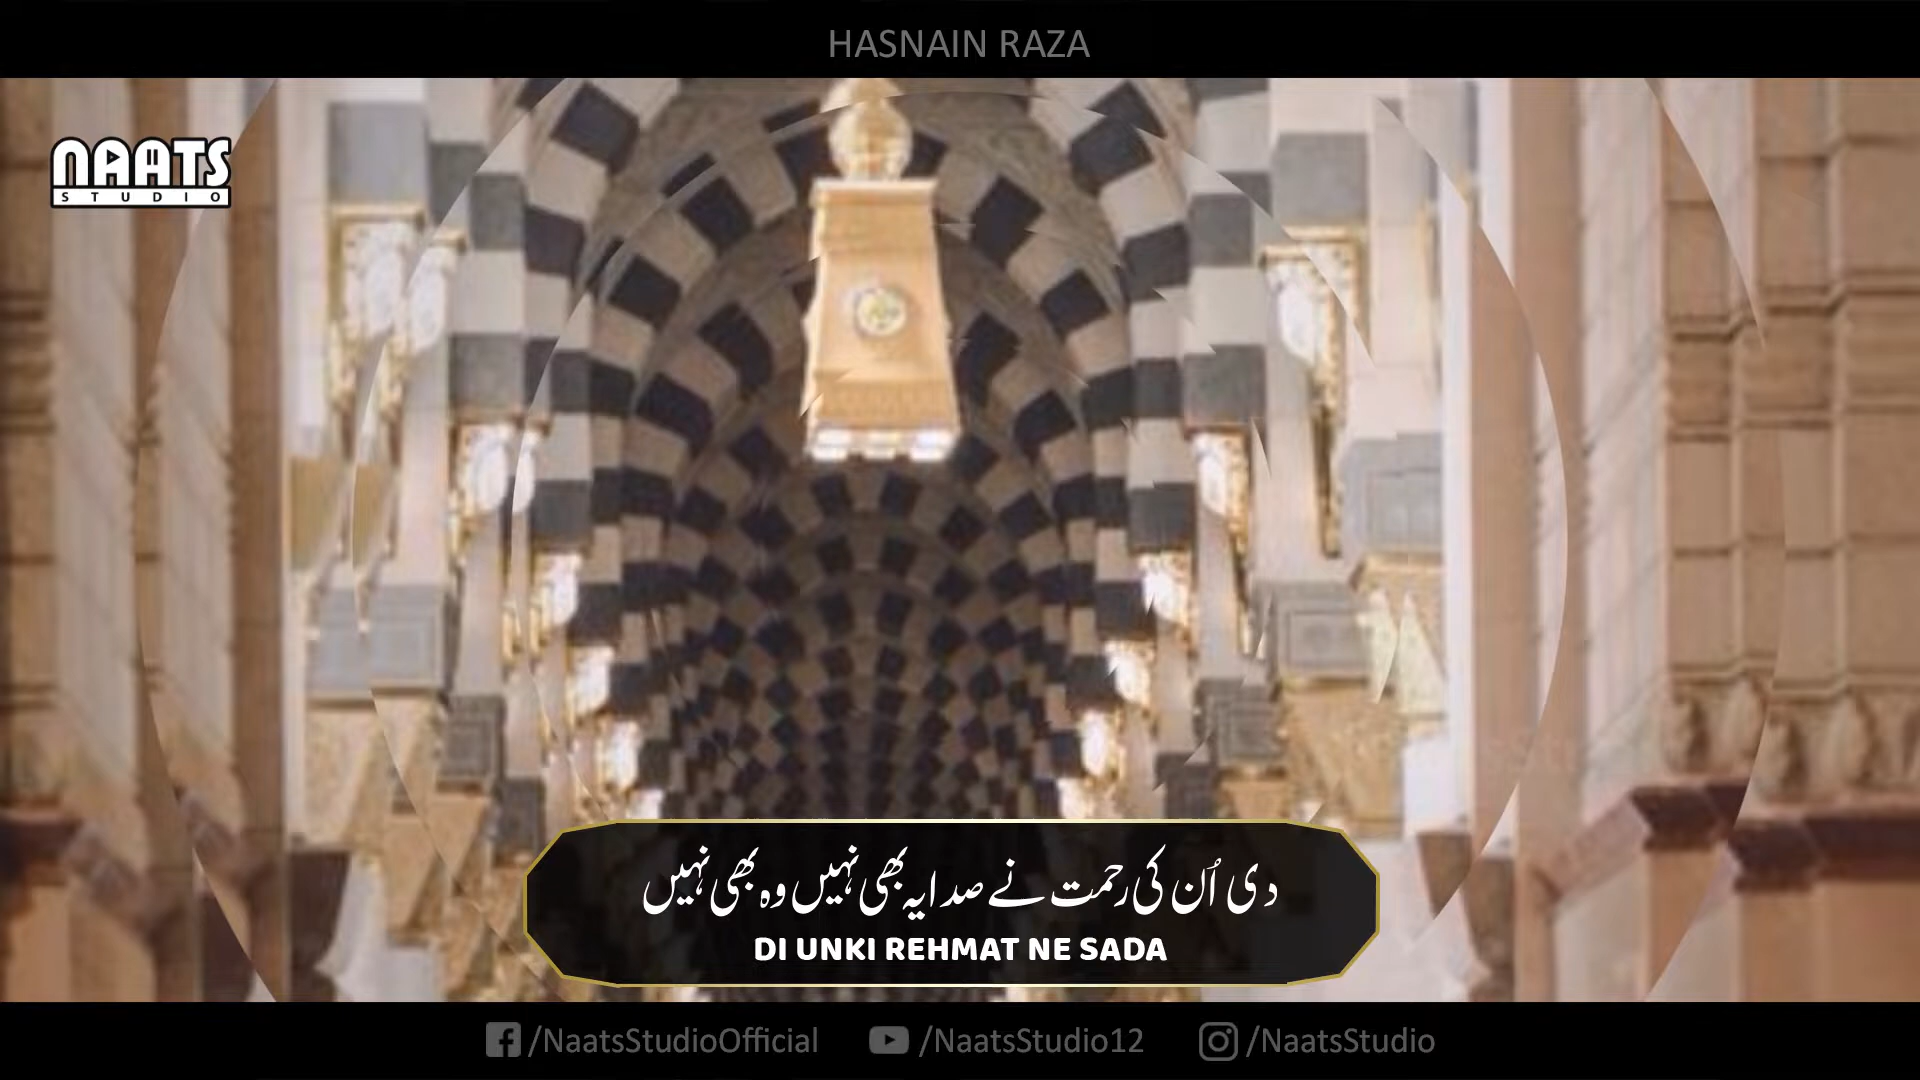 HASNAIN RAZA
NAATS
STUDIO
دی اُن کی رحمت نے صدا یہ بھی نہیں وہ بھی نہیں
DI UNKI REHMAT NE SADA
/NaatsStudioOfficial /NaatsStudio12 /NaatsStudio